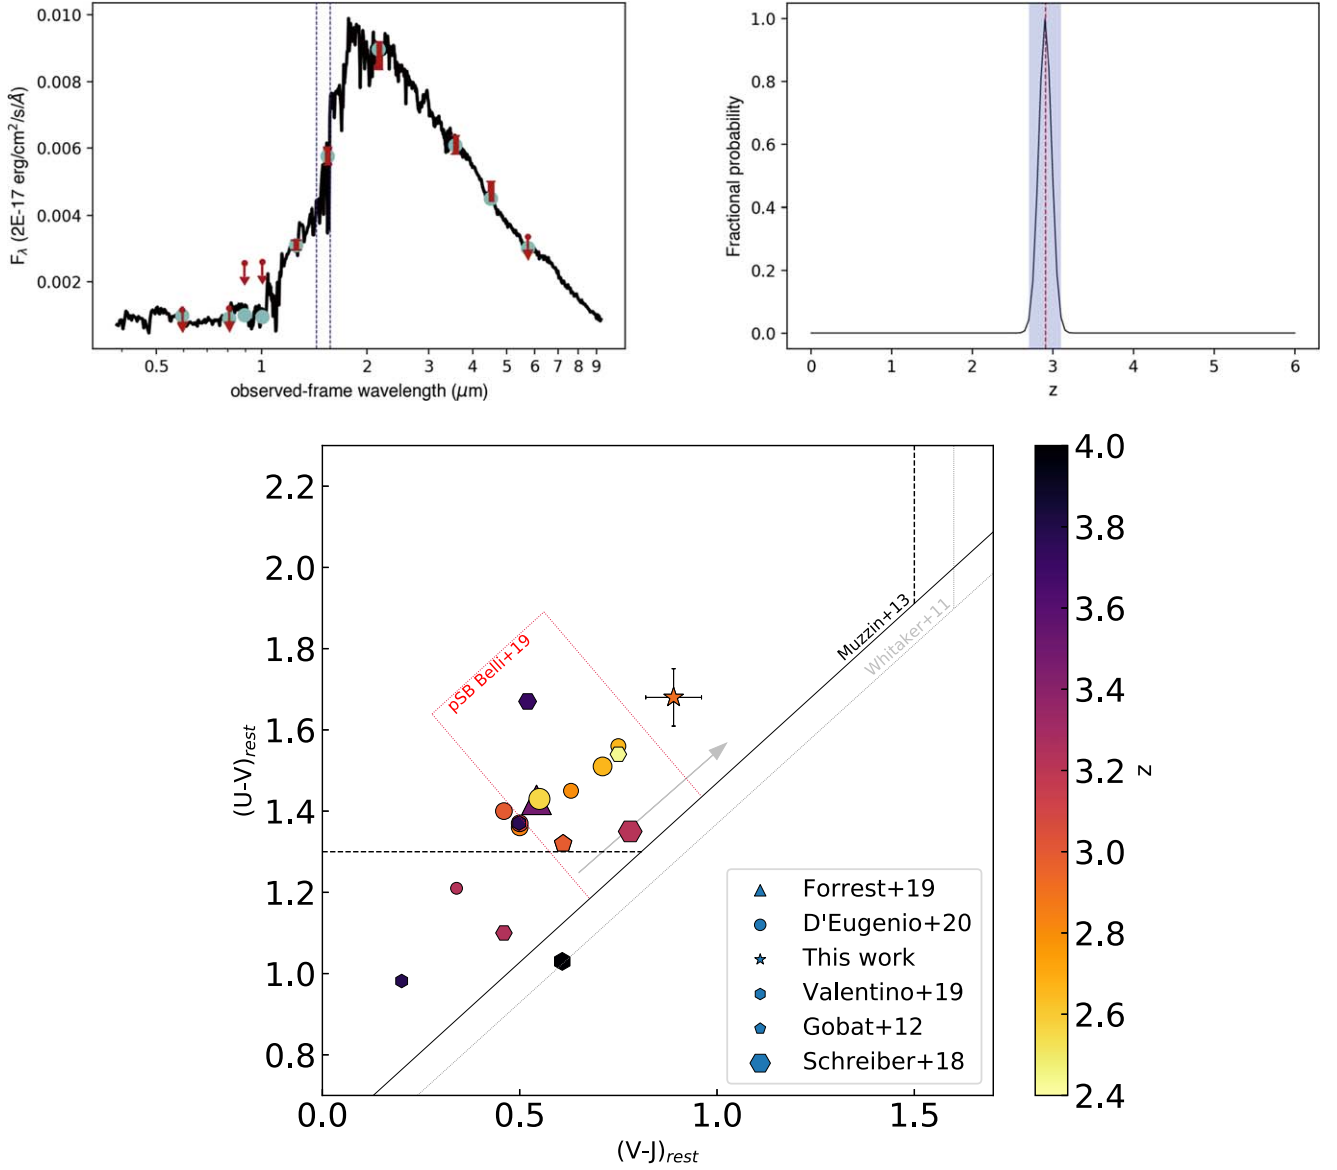 0.010
0.008
0.006
0.004
0.002
F_λ (2E-17 erg/cm²/s/Å)
0.5 1 2 3 4 5 6 7 8 9
observed-frame wavelength (μm)
1.0
0.8
0.6
0.4
0.2
0.0
Fractional probability
0 1 2 3 4 5 6
z
2.2
2.0
1.8
1.6
1.4
1.2
1.0
0.8
(U-V)rest
pSB Belli+19
Muzzin+13
Whitaker+11
Forrest+19
D'Eugenio+20
This work
Valentino+19
Gobat+12
Schreiber+18
0.0 0.5 1.0 1.5
(V-J)rest
4.0
3.8
3.6
3.4
3.2
3.0
2.8
2.6
2.4
z